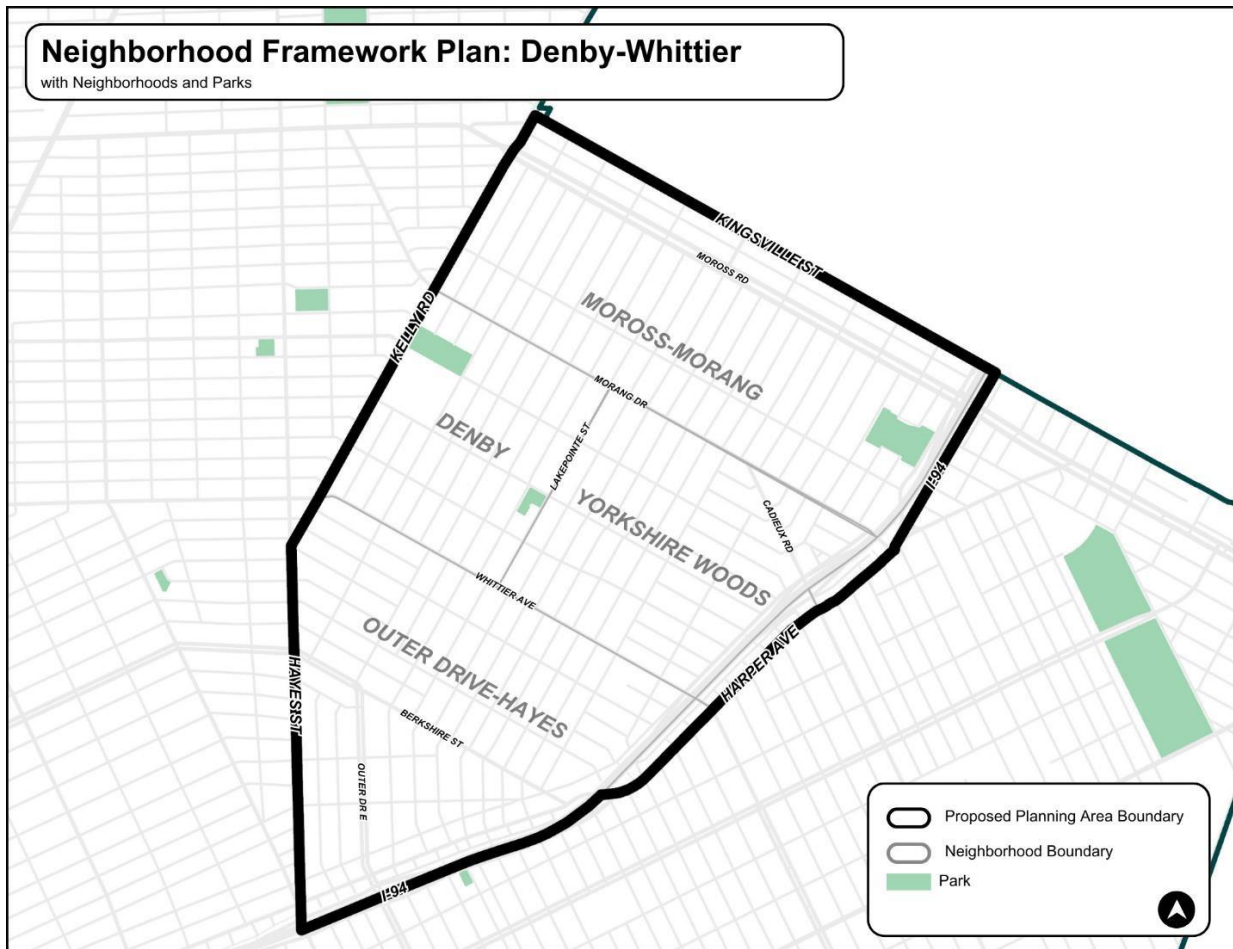 Neighborhood Framework Plan: Denby-Whittier
with Neighborhoods and Parks
KINGSVILLE ST
MOROSS RD
MOROSS-MORANG
KELLY RD
MORANG DR
DENBY
LAKEPOINTE ST
I-94
YORKSHIRE WOODS
CADIEUX RD
WHITTIER AVE
OUTER DRIVE-HAYES
HARPER AVE
HAYES ST
BERKSHIRE ST
OUTER DR E
I-94
Proposed Planning Area Boundary
Neighborhood Boundary
Park